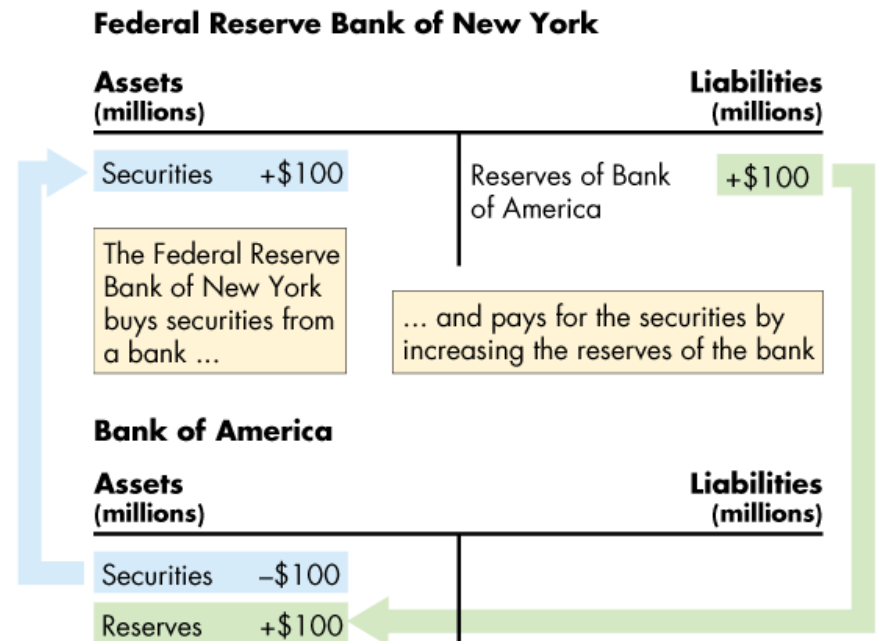 Federal Reserve Bank of New York
Assets
(millions)
Liabilities
(millions)
Securities +$100
Reserves of Bank
of America
+$100
The Federal Reserve
Bank of New York
buys securities from
a bank ...
... and pays for the securities by
increasing the reserves of the bank
Bank of America
Assets
(millions)
Liabilities
(millions)
Securities –$100
Reserves +$100